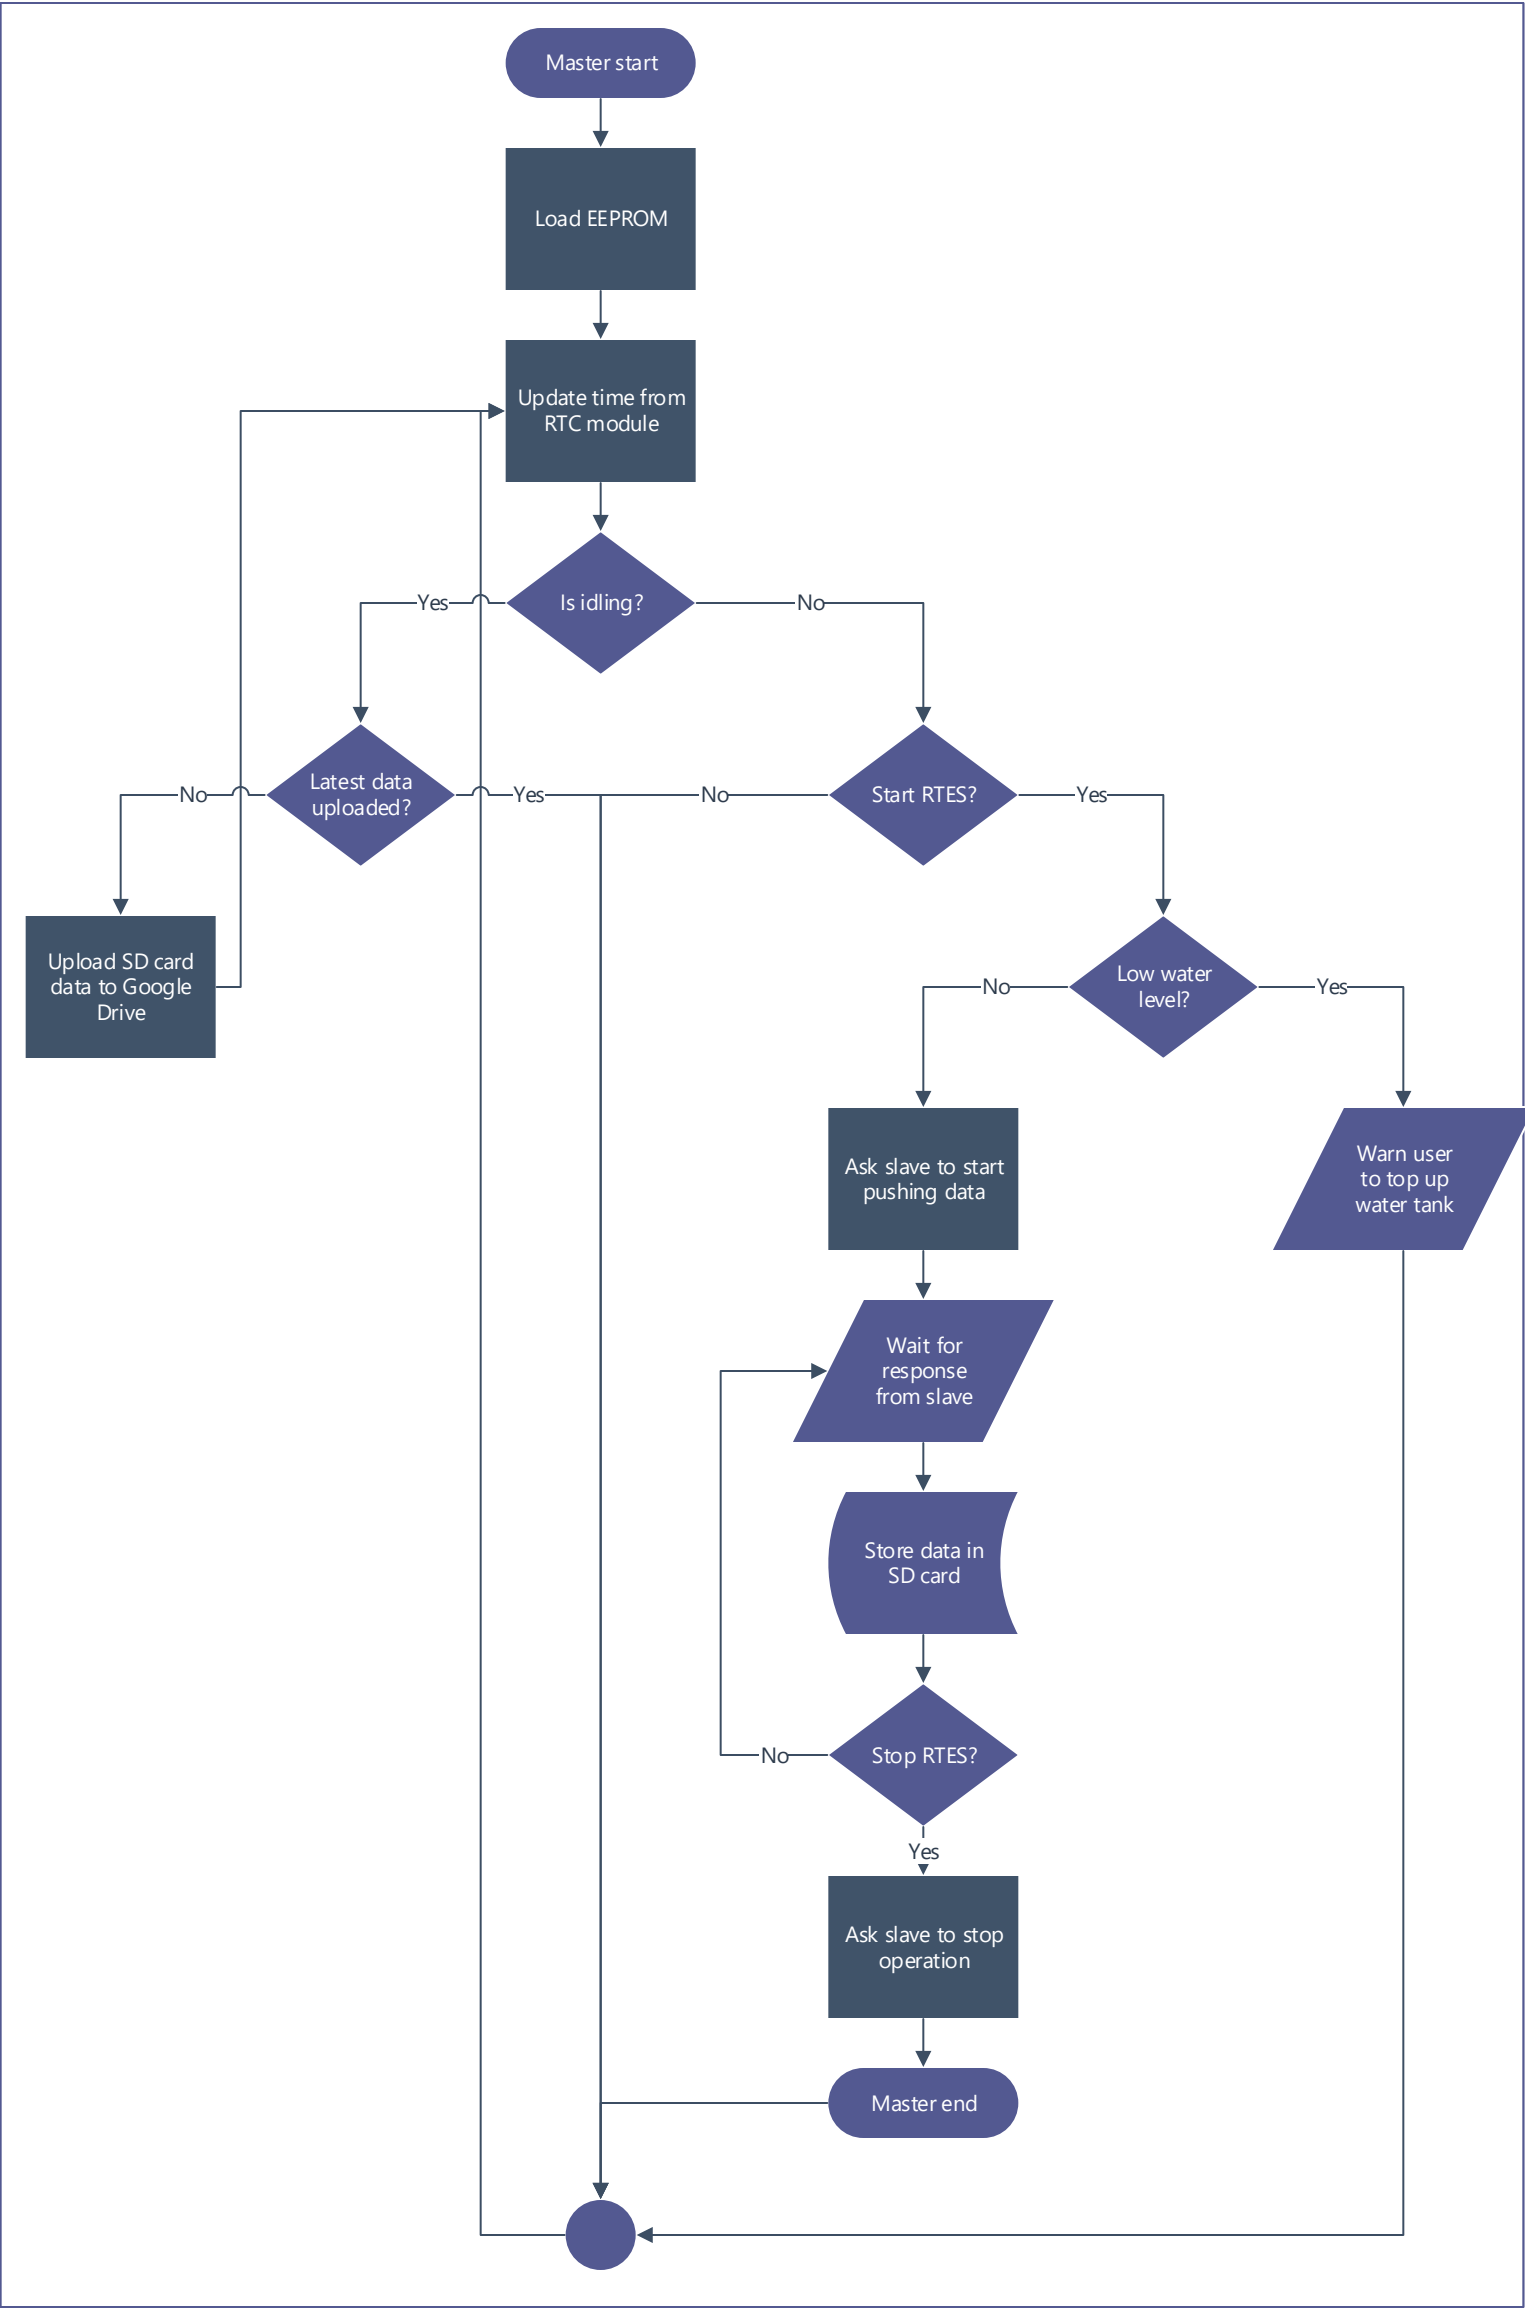 Master start
Load EEPROM
Update time from
RTC module
Is idling?
Yes
No
Latest data
uploaded?
No
Yes
No
Start RTES?
Yes
Upload SD card
data to Google
Drive
Low water
level?
No
Yes
Ask slave to start
pushing data
Warn user
to top up
water tank
Wait for
response
from slave
Store data in
SD card
Stop RTES?
No
Yes
Ask slave to stop
operation
Master end